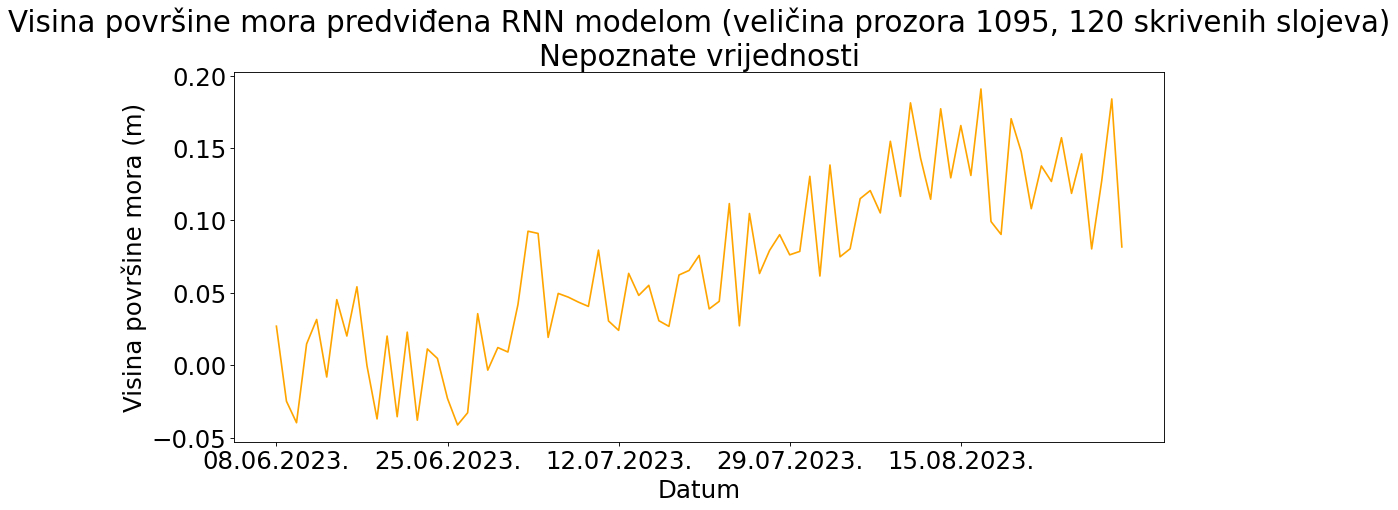 Visina površine mora predviđena RNN modelom (veličina prozora 1095, 120 skrivenih slojeva)
Nepoznate vrijednosti
Visina površine mora (m)
0.20
0.15
0.10
0.05
0.00
−0.05
08.06.2023. 25.06.2023. 12.07.2023. 29.07.2023. 15.08.2023.
Datum